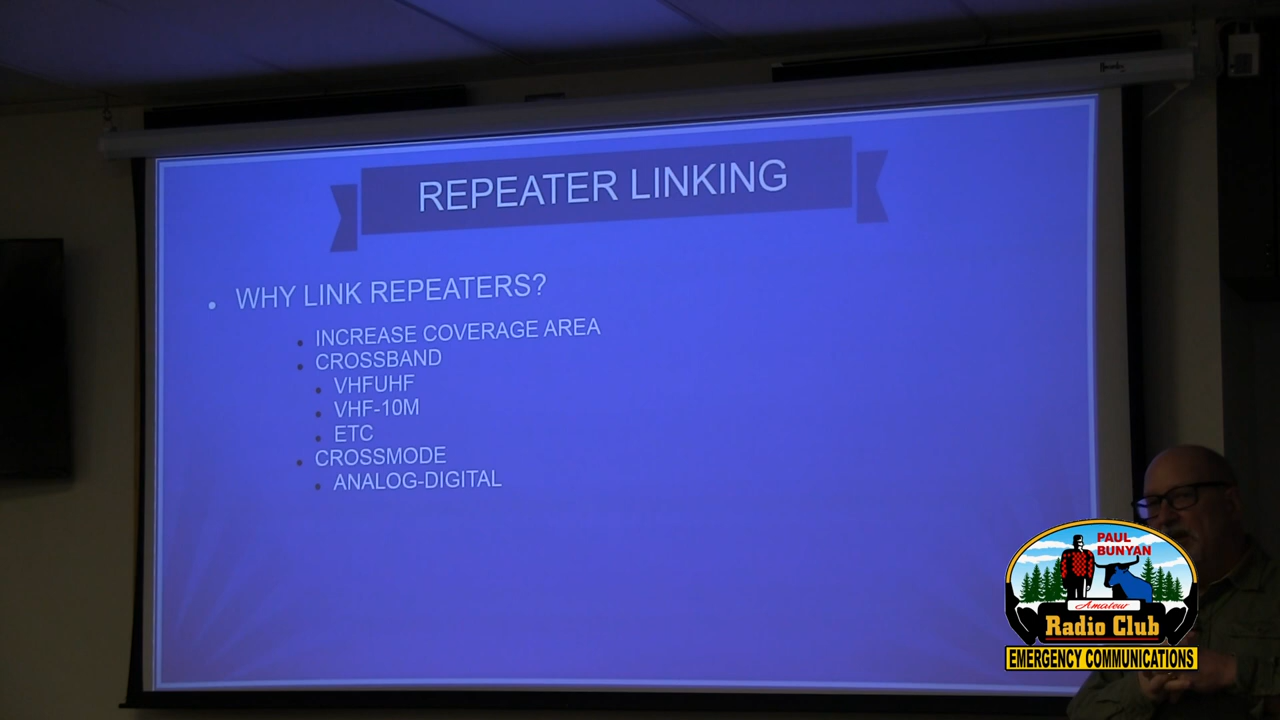 REPEATER LINKING
• WHY LINK REPEATERS?
• INCREASE COVERAGE AREA
• CROSSBAND
• VHFUHF
• VHF-10M
• ETC
• CROSSMODE
• ANALOG-DIGITAL
PAUL
BUNYAN
Amateur
Radio Club
EMERGENCY COMMUNICATIONS